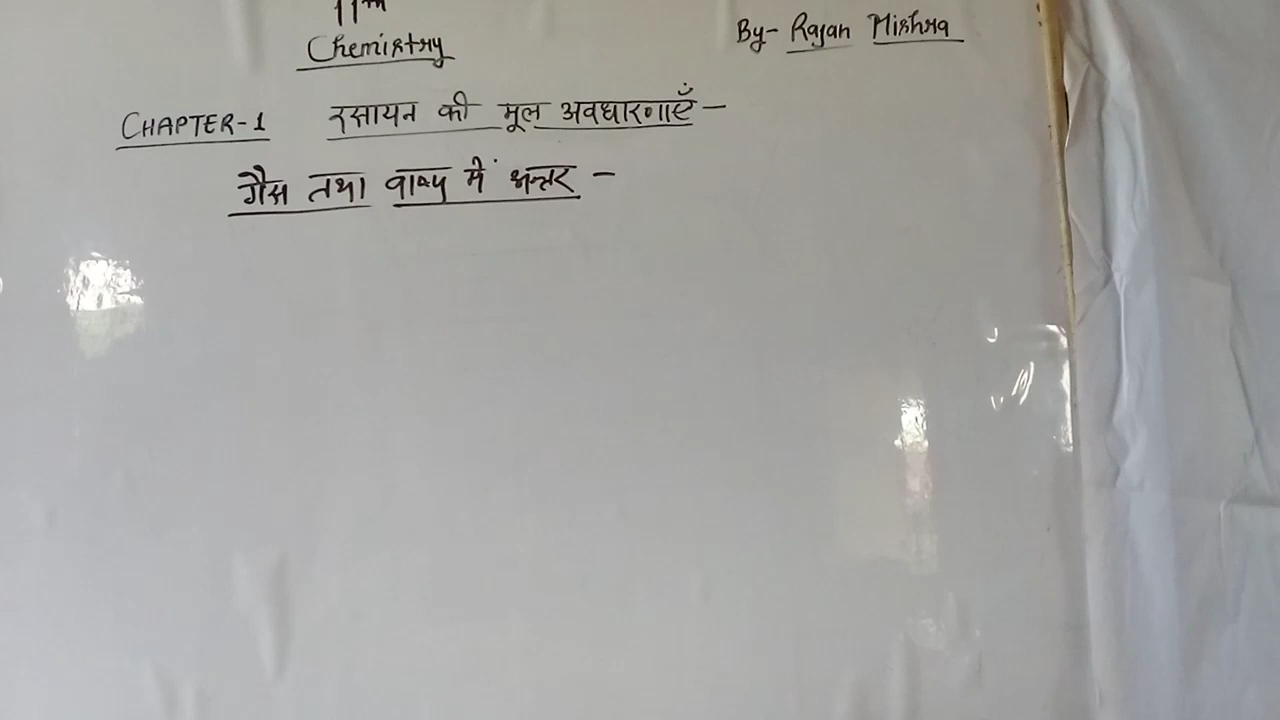 11th
Chemistry
By- Rajan Mishra
CHAPTER-1 रसायन की मूल अवधारणाएँ -
गैस तथा वाष्प में अन्तर -